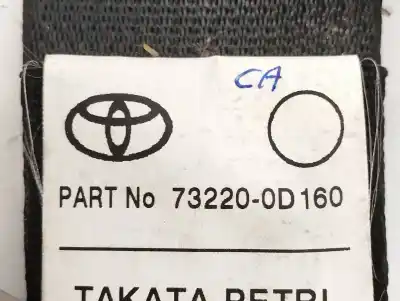 CA
PART No 73220-0D160
TAKATA PETRI